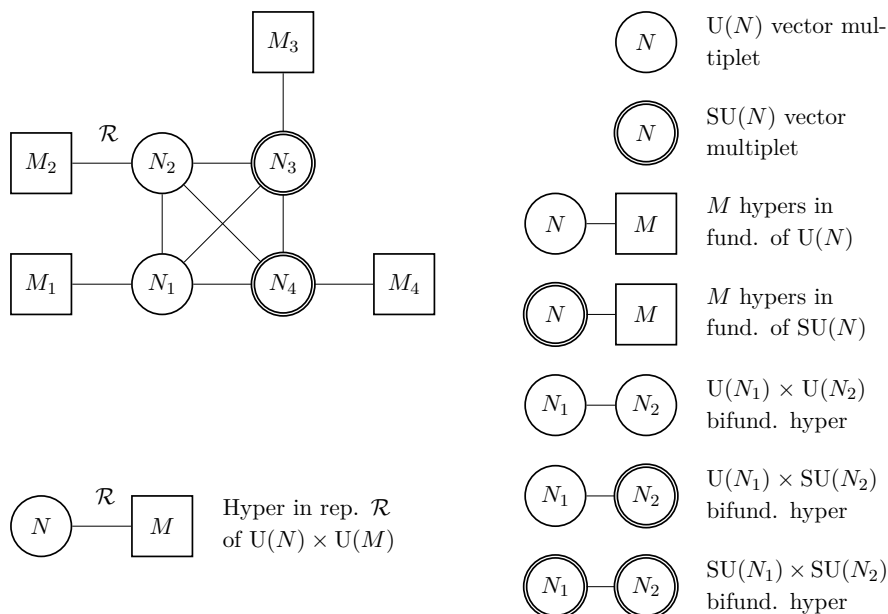 M₃
M₂
𝓡
N₂
N₃
M₁
N₁
N₄
M₄
N
𝓡
M
Hyper in rep. 𝓡
of U(N) × U(M)
N
U(N) vector mul-
tiplet
N
SU(N) vector
multiplet
N
M
M hypers in
fund. of U(N)
N
M
M hypers in
fund. of SU(N)
N₁
N₂
U(N₁) × U(N₂)
bifund. hyper
N₁
N₂
U(N₁) × SU(N₂)
bifund. hyper
N₁
N₂
SU(N₁) × SU(N₂)
bifund. hyper